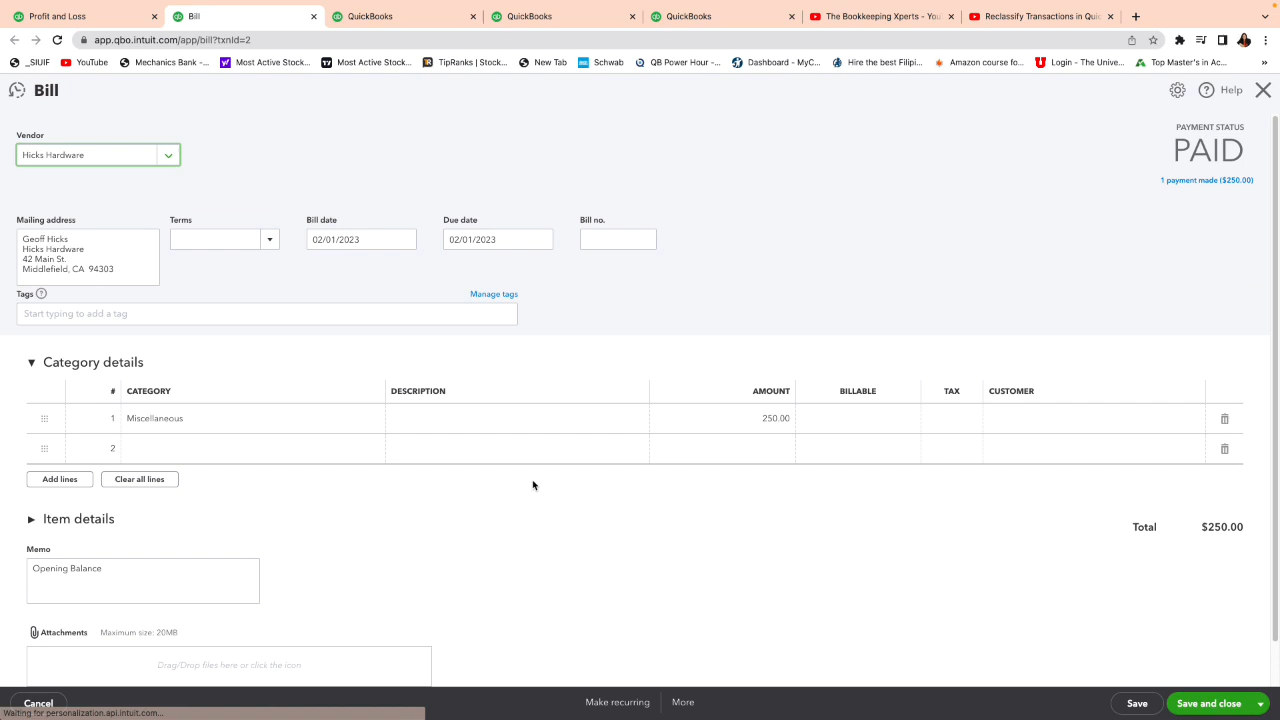 Profit and Loss
Bill
QuickBooks
QuickBooks
QuickBooks
The Bookkeeping Xperts - You
Reclassify Transactions in Quic
app.qbo.intuit.com/app/bill?txnId=2
_SIUIF
YouTube
Mechanics Bank -...
Most Active Stock...
Most Active Stock...
TipRanks | Stock...
New Tab
Schwab
QB Power Hour -...
Dashboard - MyC...
Hire the best Filipi...
Amazon course fo...
Login - The Unive...
Top Master's in Ac...
»
Bill
Help
Vendor
Hicks Hardware
PAYMENT STATUS
PAID
1 payment made ($250.00)
Mailing address
Terms
Bill date
Due date
Bill no.
Geoff Hicks
Hicks Hardware
42 Main St.
Middlefield, CA 94303
02/01/2023
02/01/2023
Tags
Manage tags
Start typing to add a tag
Category details
# CATEGORY DESCRIPTION AMOUNT BILLABLE TAX CUSTOMER
1 Miscellaneous 250.00
2
Add lines
Clear all lines
Item details
Total $250.00
Memo
Opening Balance
Attachments Maximum size: 20MB
Drag/Drop files here or click the icon
Cancel
Make recurring
More
Save
Save and close
Waiting for personalization.api.intuit.com...